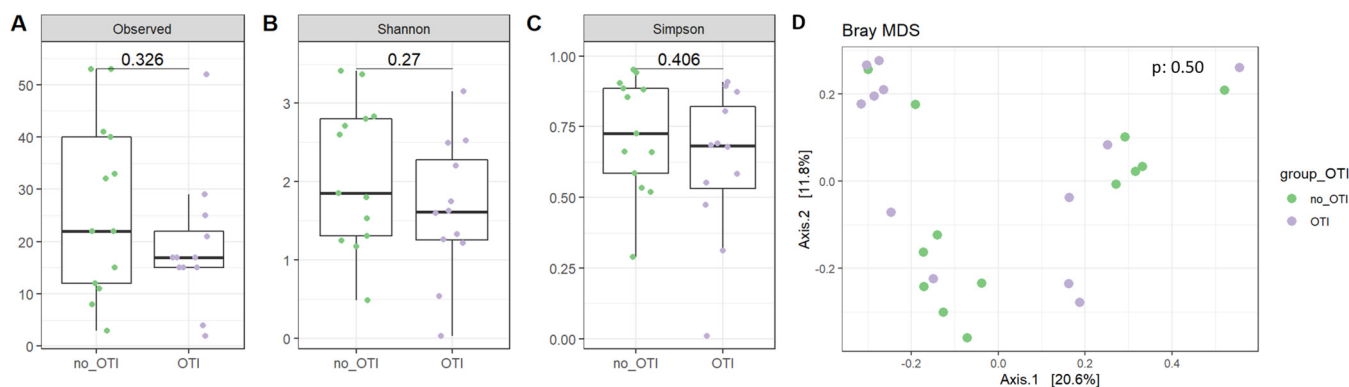 A
Observed
0.326
50
40
30
20
10
0
no_OTI
OTI
B
Shannon
0.27
3
2
1
0
no_OTI
OTI
C
Simpson
0.406
1.00
0.75
0.50
0.25
0.00
no_OTI
OTI
D
Bray MDS
p: 0.50
0.2
0.0
-0.2
Axis.2 [11.8%]
-0.2
0.0
0.2
0.4
Axis.1 [20.6%]
group_OTI
no_OTI
OTI